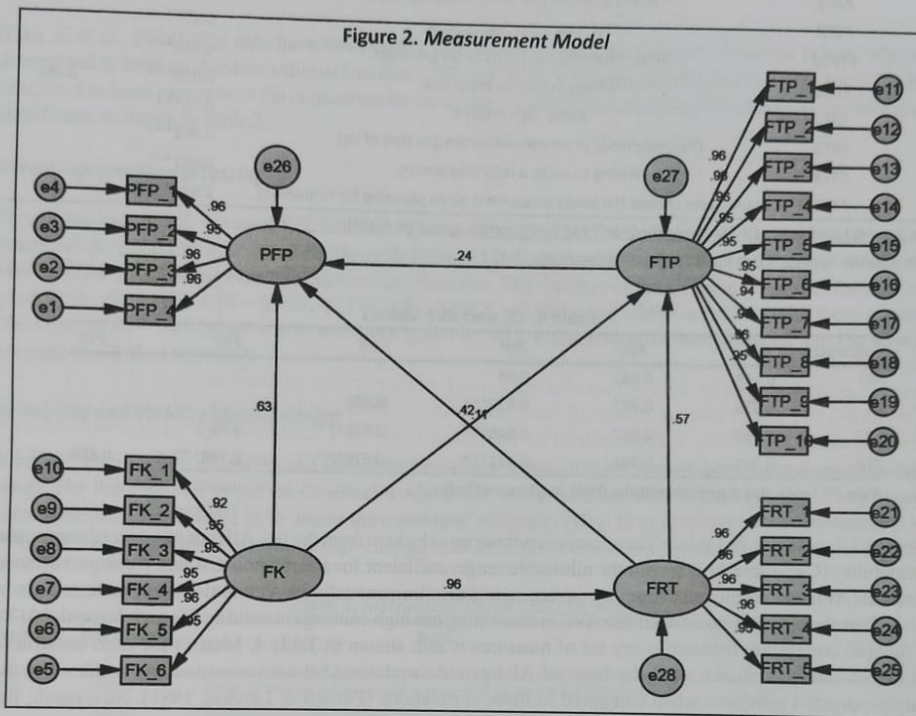 Figure 2. Measurement Model
e4 PFP_1
e3 PFP_2
e2 PFP_3
e1 PFP_4
.96
.95
.96
.96
e26
PFP
.24
e27
FTP
FTP_1 e11
FTP_2 e12
FTP_3 e13
FTP_4 e14
FTP_5 e15
FTP_6 e16
FTP_7 e17
FTP_8 e18
FTP_9 e19
FTP_10 e20
.96
.96
.95
.95
.95
.95
.94
.96
.95
.63
.42
.11
.57
e10 FK_1
e9 FK_2
e8 FK_3
e7 FK_4
e6 FK_5
e5 FK_6
.92
.95
.95
.95
.96
.95
FK
.96
FRT
e28
FRT_1 e21
FRT_2 e22
FRT_3 e23
FRT_4 e24
FRT_5 e25
.96
.96
.96
.96
.95